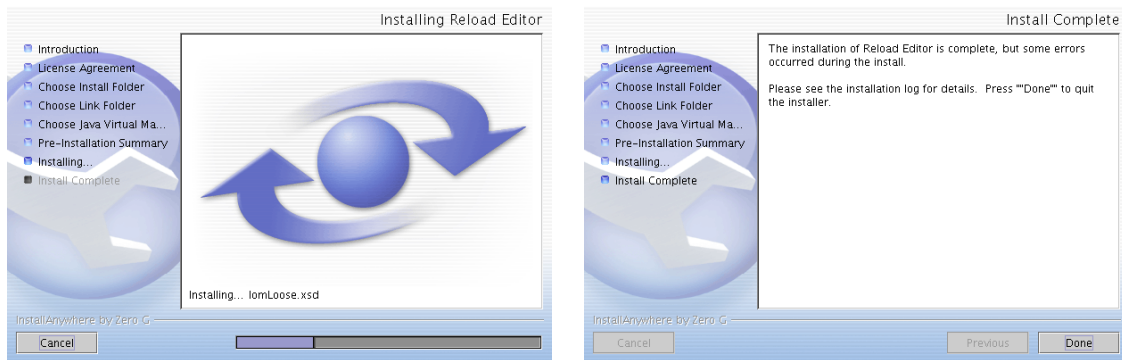 Installing Reload Editor
Introduction
License Agreement
Choose Install Folder
Choose Link Folder
Choose Java Virtual Ma...
Pre-Installation Summary
Installing...
Install Complete
Installing... lomLoose.xsd
InstallAnywhere by Zero G
Cancel
Install Complete
Introduction
License Agreement
Choose Install Folder
Choose Link Folder
Choose Java Virtual Ma...
Pre-Installation Summary
Installing...
Install Complete
The installation of Reload Editor is complete, but some errors
occurred during the install.
Please see the installation log for details.  Press ""Done"" to quit
the installer.
InstallAnywhere by Zero G
Cancel
Previous
Done